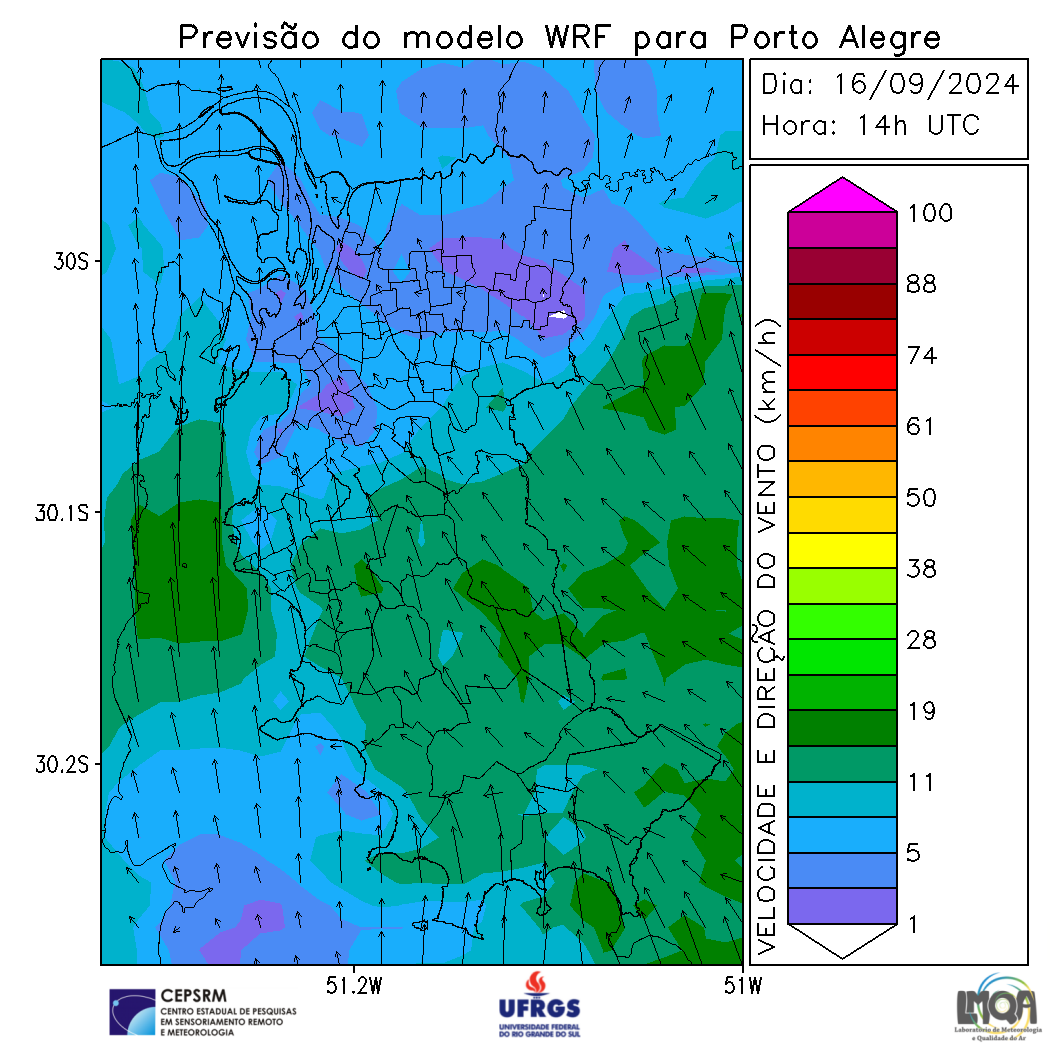 Previsão do modelo WRF para Porto Alegre
Dia: 16/09/2024
Hora: 14h UTC
100
88
74
61
50
38
28
19
11
5
1
VELOCIDADE E DIREÇÃO DO VENTO (km/h)
30S
30.1S
30.2S
51.2W
51W
CEPSRM
CENTRO ESTADUAL DE PESQUISAS
EM SENSORIAMENTO REMOTO
E METEOROLOGIA
UFRGS
UNIVERSIDADE FEDERAL
DO RIO GRANDE DO SUL
LMQA
Laboratório de Meteorologia
e Qualidade do Ar